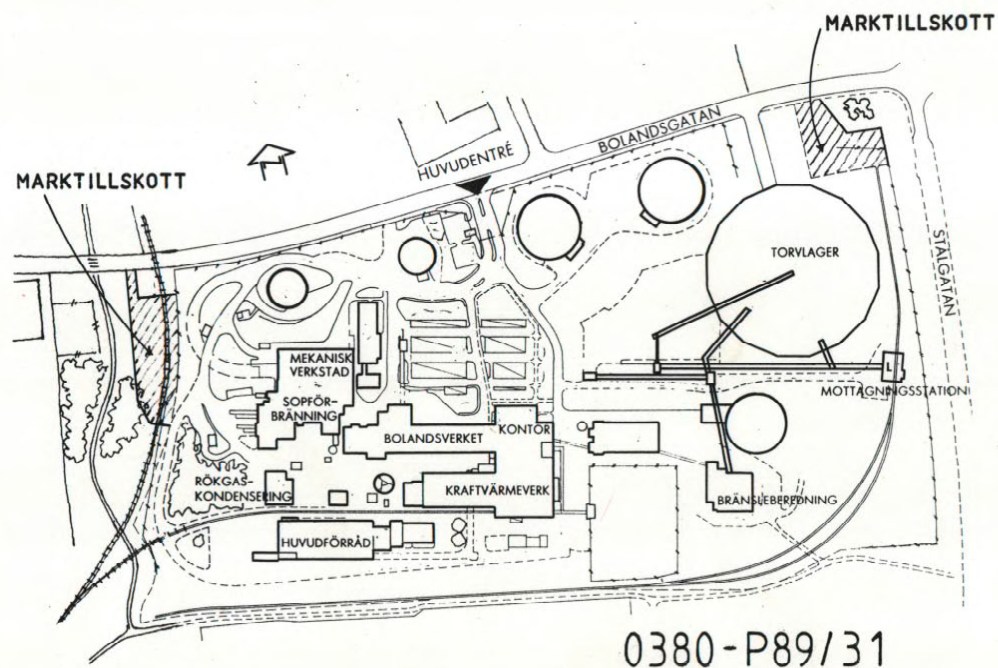 MARKTILLSKOTT
MARKTILLSKOTT
HUVUDENTRÉ
BOLANDSGATAN
STÅLGATAN
TORVLAGER
MEKANISK
VERKSTAD
SOPFÖR-
BRÄNNING
L
MOTTAGNINGSSTATION
BOLANDSVERKET
KONTOR
RÖKGAS-
KONDENSERING
KRAFTVÄRMEVERK
BRÄNSLEBEREDNING
HUVUDFÖRRÅD
0380-P89/31